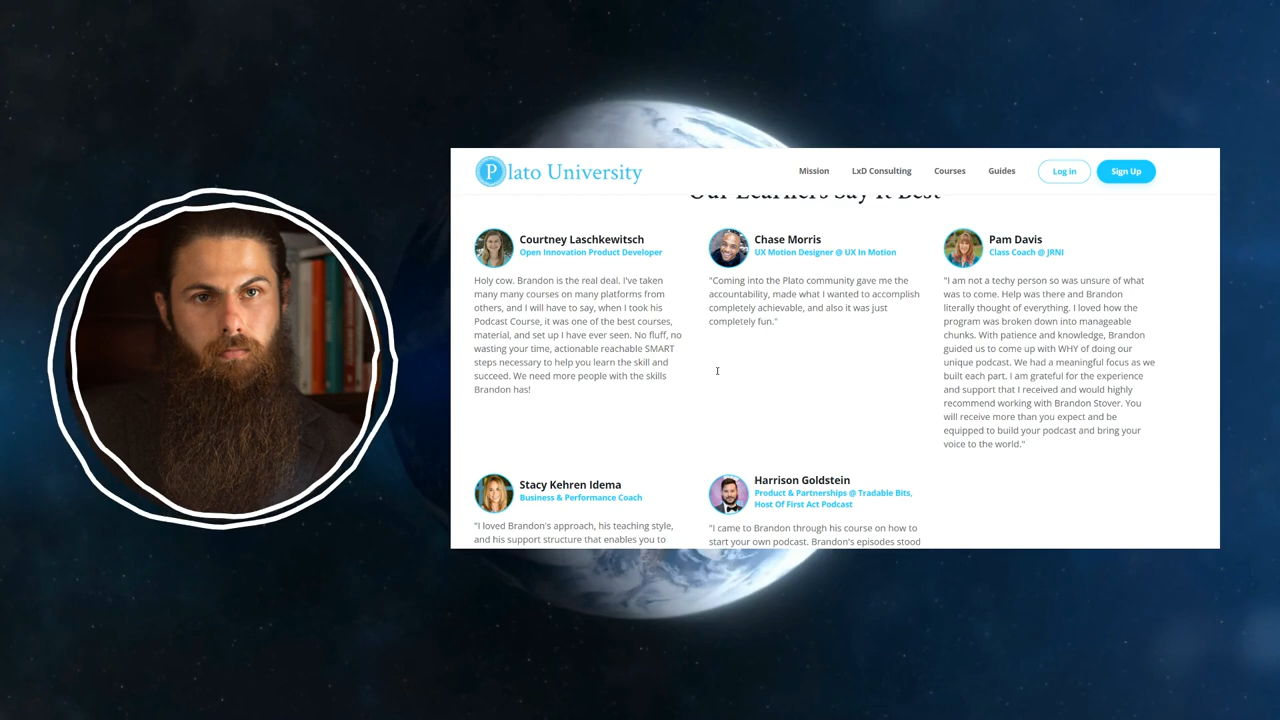 Plato University
Mission
LxD Consulting
Courses
Guides
Log in
Sign Up
Our Learners Say It Best
Courtney Laschkewitsch
Open Innovation Product Developer
Holy cow. Brandon is the real deal. I've taken
many many courses on many platforms from
others, and I will have to say, when I took his
Podcast Course, it was one of the best courses,
material, and set up I have ever seen. No fluff, no
wasting your time, actionable reachable SMART
steps necessary to help you learn the skill and
succeed. We need more people with the skills
Brandon has!
Chase Morris
UX Motion Designer @ UX In Motion
"Coming into the Plato community gave me the
accountability, made what I wanted to accomplish
completely achievable, and also it was just
completely fun."
Pam Davis
Class Coach @ JRNI
"I am not a techy person so was unsure of what
was to come. Help was there and Brandon
literally thought of everything. I loved how the
program was broken down into manageable
chunks. With patience and knowledge, Brandon
guided us to come up with WHY of doing our
unique podcast. We had a meaningful focus as we
built each part. I am grateful for the experience
and support that I received and would highly
recommend working with Brandon Stover. You
will receive more than you expect and be
equipped to build your podcast and bring your
voice to the world."
Stacy Kehren Idema
Business & Performance Coach
"I loved Brandon's approach, his teaching style,
and his support structure that enables you to
Harrison Goldstein
Product & Partnerships @ Tradable Bits,
Host Of First Act Podcast
"I came to Brandon through his course on how to
start your own podcast. Brandon's episodes stood